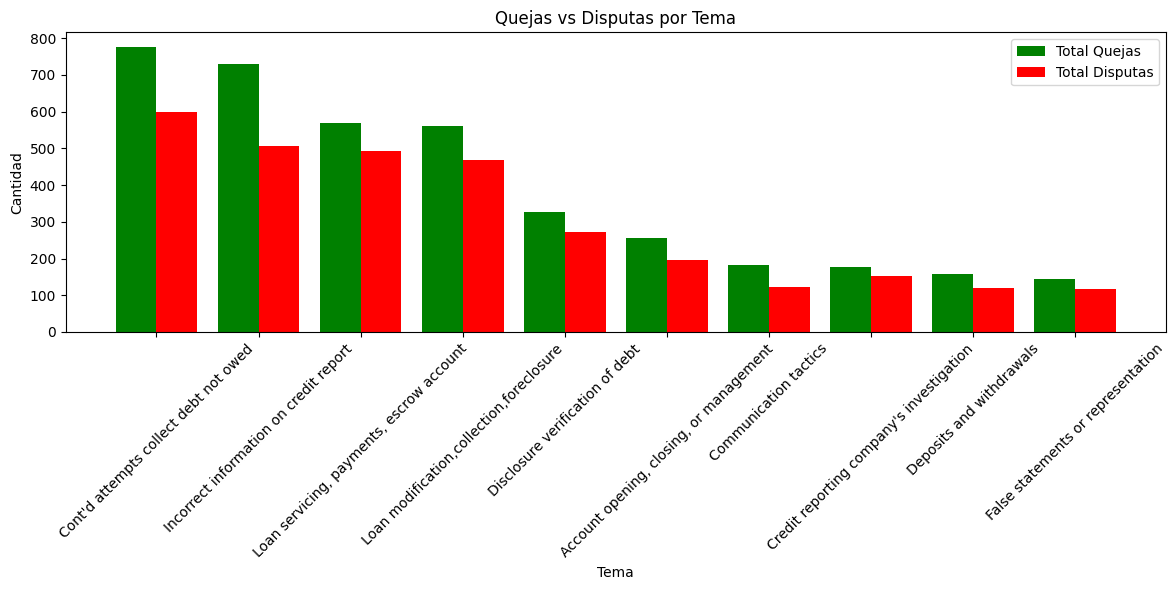 Quejas vs Disputas por Tema
Total Quejas
Total Disputas
Cantidad
800
700
600
500
400
300
200
100
0
Cont'd attempts collect debt not owed
Incorrect information on credit report
Loan servicing, payments, escrow account
Loan modification,collection,foreclosure
Disclosure verification of debt
Account opening, closing, or management
Communication tactics
Credit reporting company's investigation
Deposits and withdrawals
False statements or representation
Tema